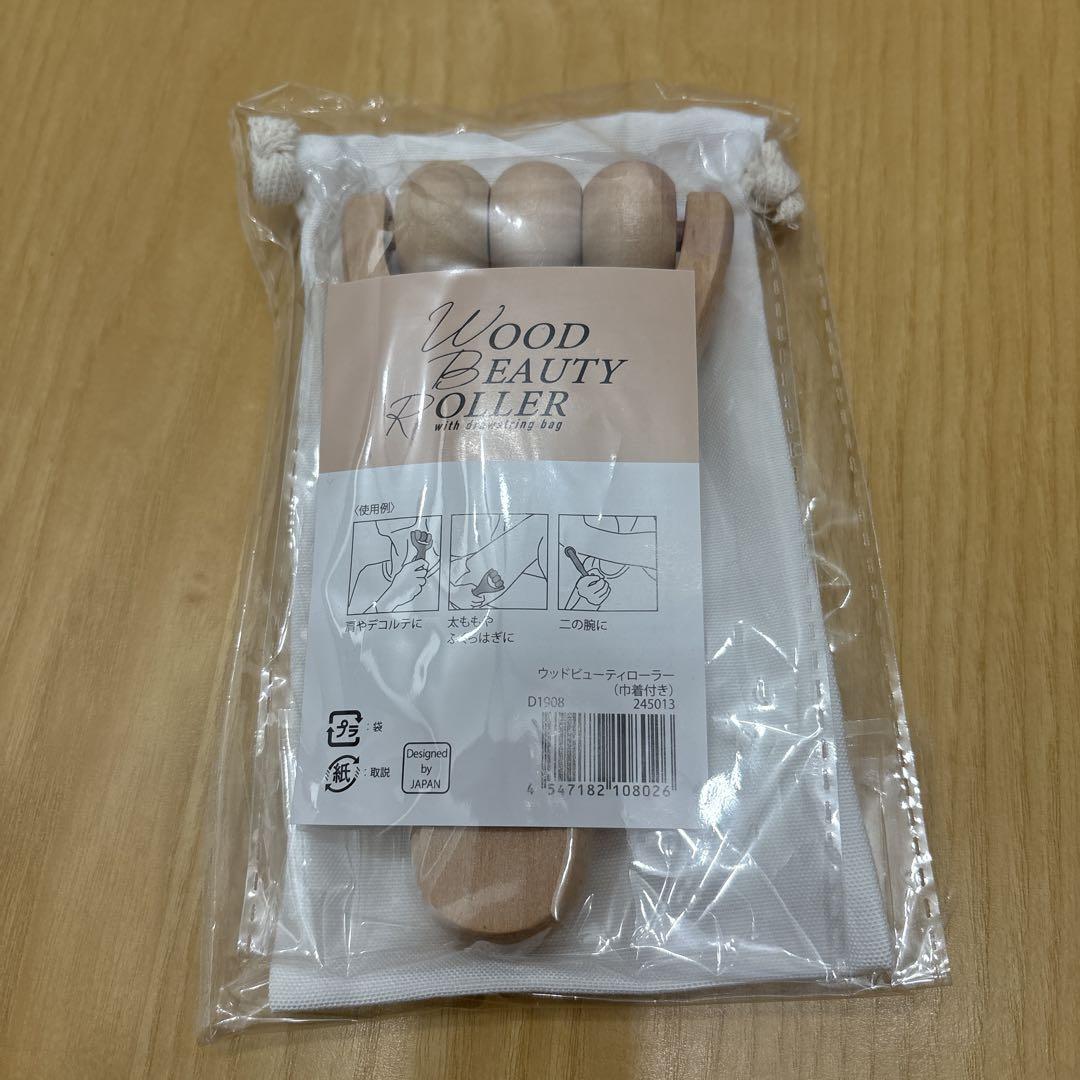 WOOD
BEAUTY
ROLLER
with drawstring bag
〈使用例〉
肩やデコルテに
太ももや
ふくらはぎに
二の腕に
ウッドビューティローラー
(巾着付き)
D1908 245013
プラ : 袋
紙 : 取説
Designed
by
JAPAN
4 547182 108026